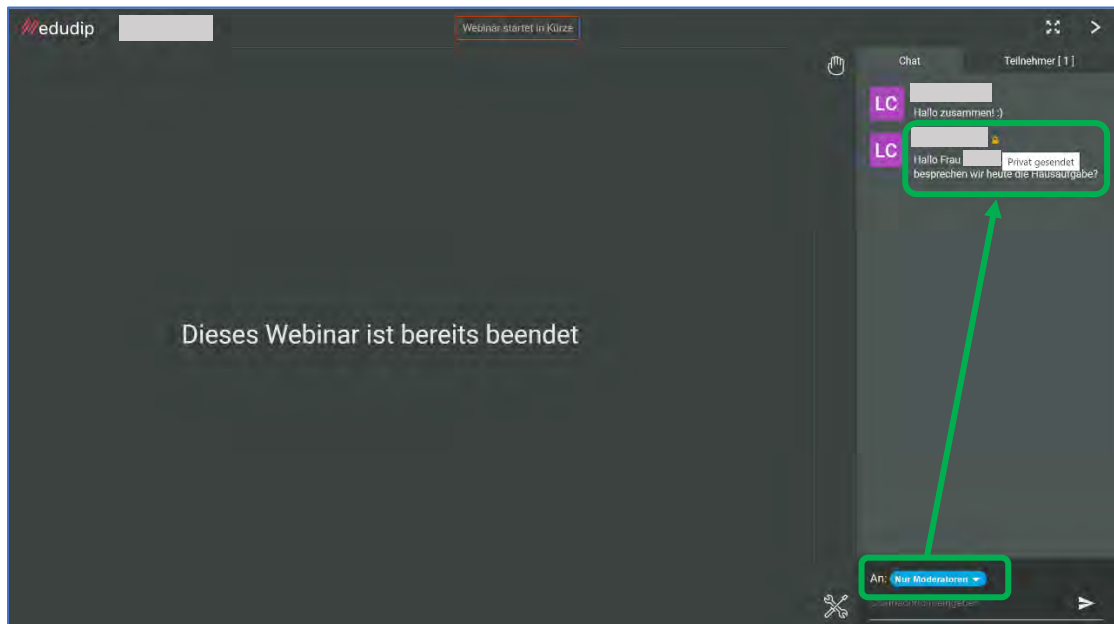 edudip
Webinar startet in Kürze
Chat
Teilnehmer [ 1 ]
LC
Hallo zusammen! :)
LC
Hallo Frau
Privat gesendet
besprechen wir heute die Hausaufgabe?
Dieses Webinar ist bereits beendet
An: Nur Moderatoren